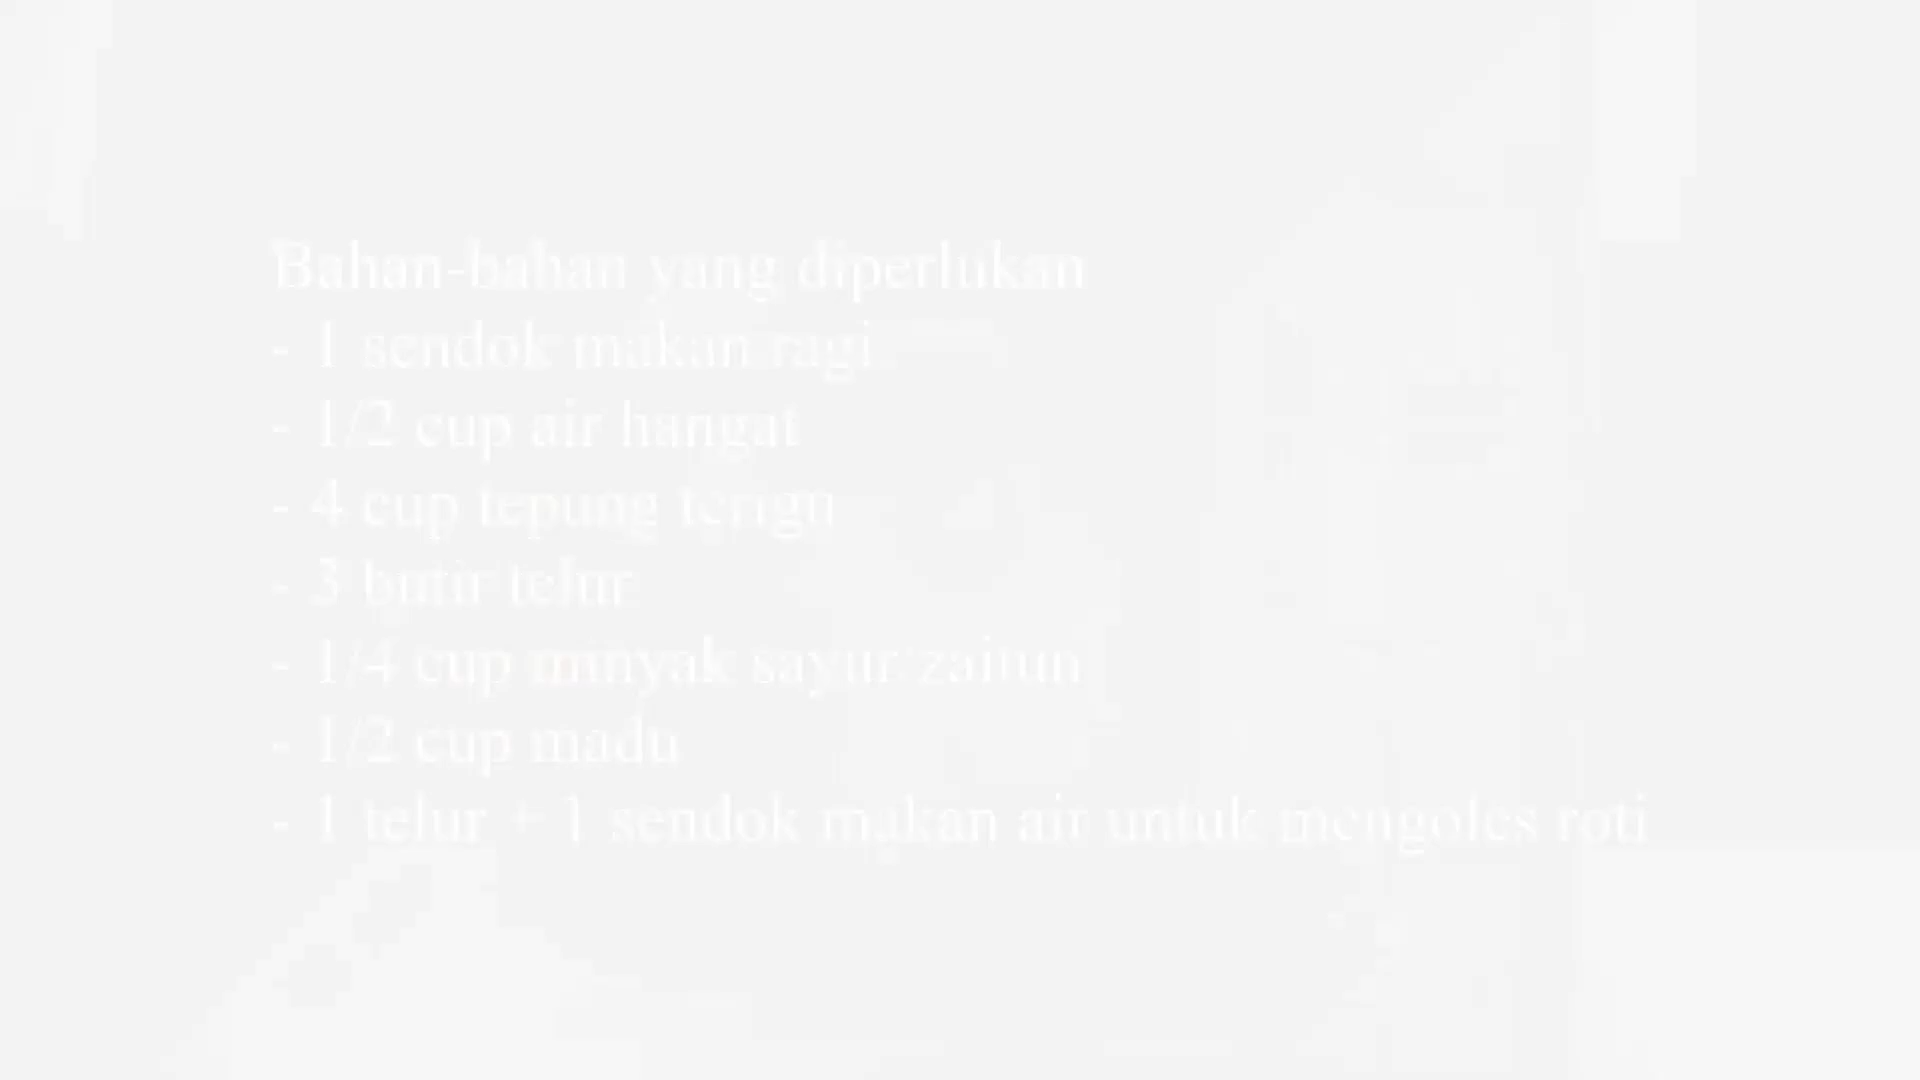 Bahan-bahan yang diperlukan
- 1 sendok makan ragi
- 1/2 cup air hangat
- 4 cup tepung terigu
- 3 butir telur
- 1/4 cup minyak sayur/zaitun
- 1/2 cup madu
- 1 telur + 1 sendok makan air untuk mengoles roti